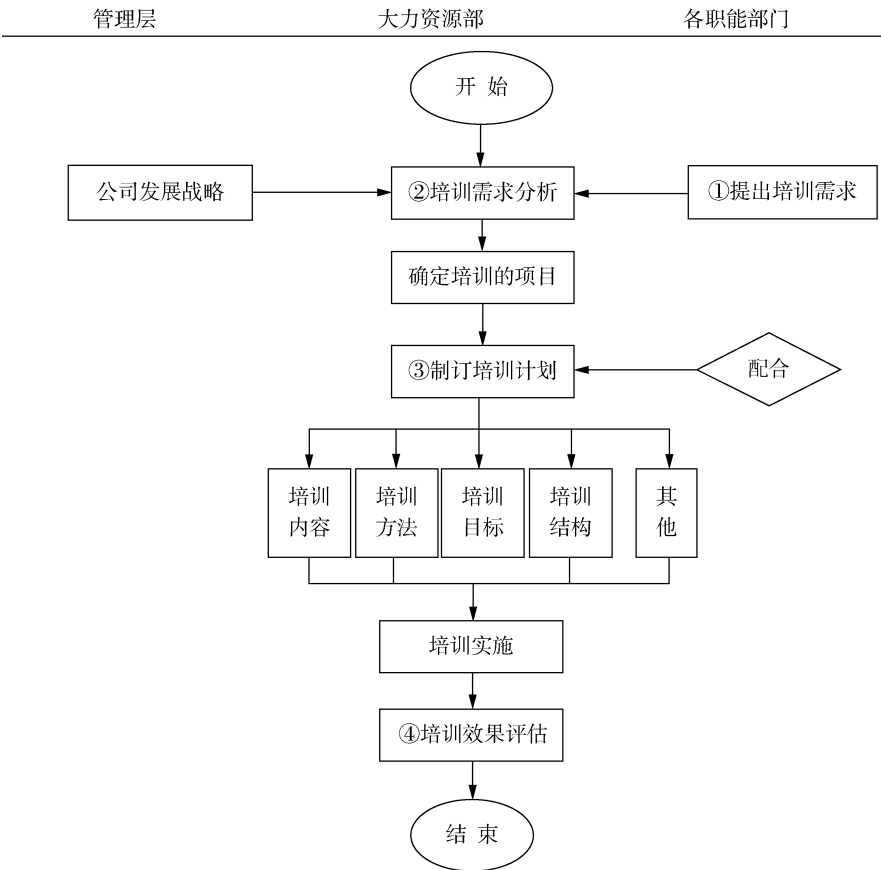 管理层 大力资源部 各职能部门
开 始
公司发展战略 ②培训需求分析 ①提出培训需求
确定培训的项目
③制订培训计划 配合
培训 培训 培训 培训 其
内容 方法 目标 结构 他
培训实施
④培训效果评估
结 束